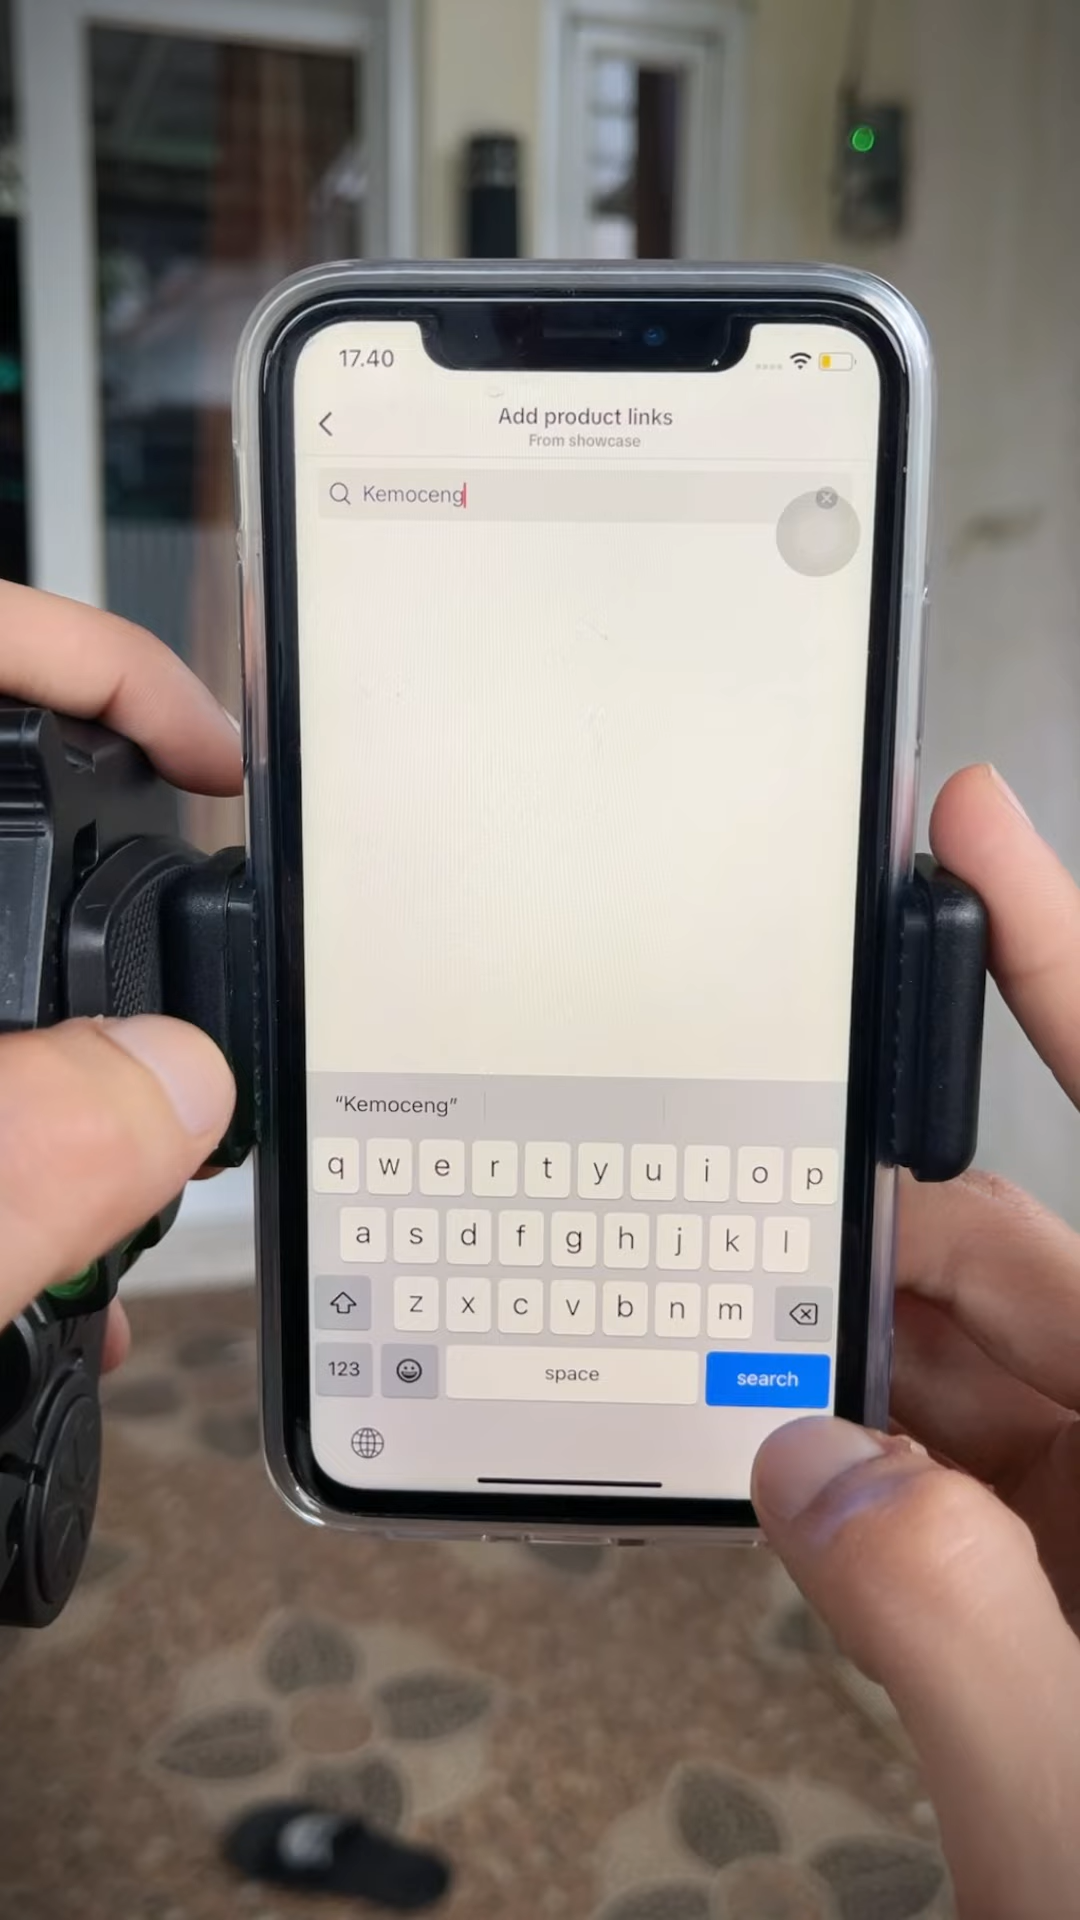 17.40
Add product links
From showcase
Kemoceng
“Kemoceng”
q w e r t y u i o p
a s d f g h j k l
z x c v b n m
123 space search